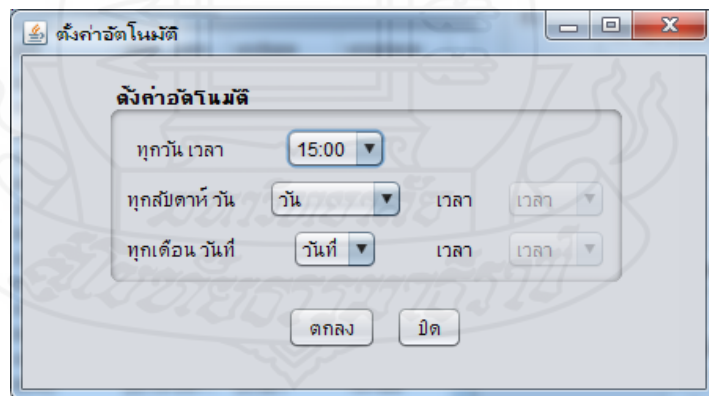 ตั้งค่าอัตโนมัติ
ตั้งค่าอัตโนมัติ
ทุกวัน เวลา 15:00
ทุกสัปดาห์ วัน วัน เวลา เวลา
ทุกเดือน วันที่ วันที่ เวลา เวลา
ตกลง ปิด